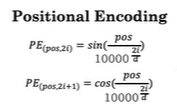 Positional Encoding
PE(pos,2i) = sin(pos / 10000^(2i/d))
PE(pos,2i+1) = cos(pos / 10000^(2i/d))